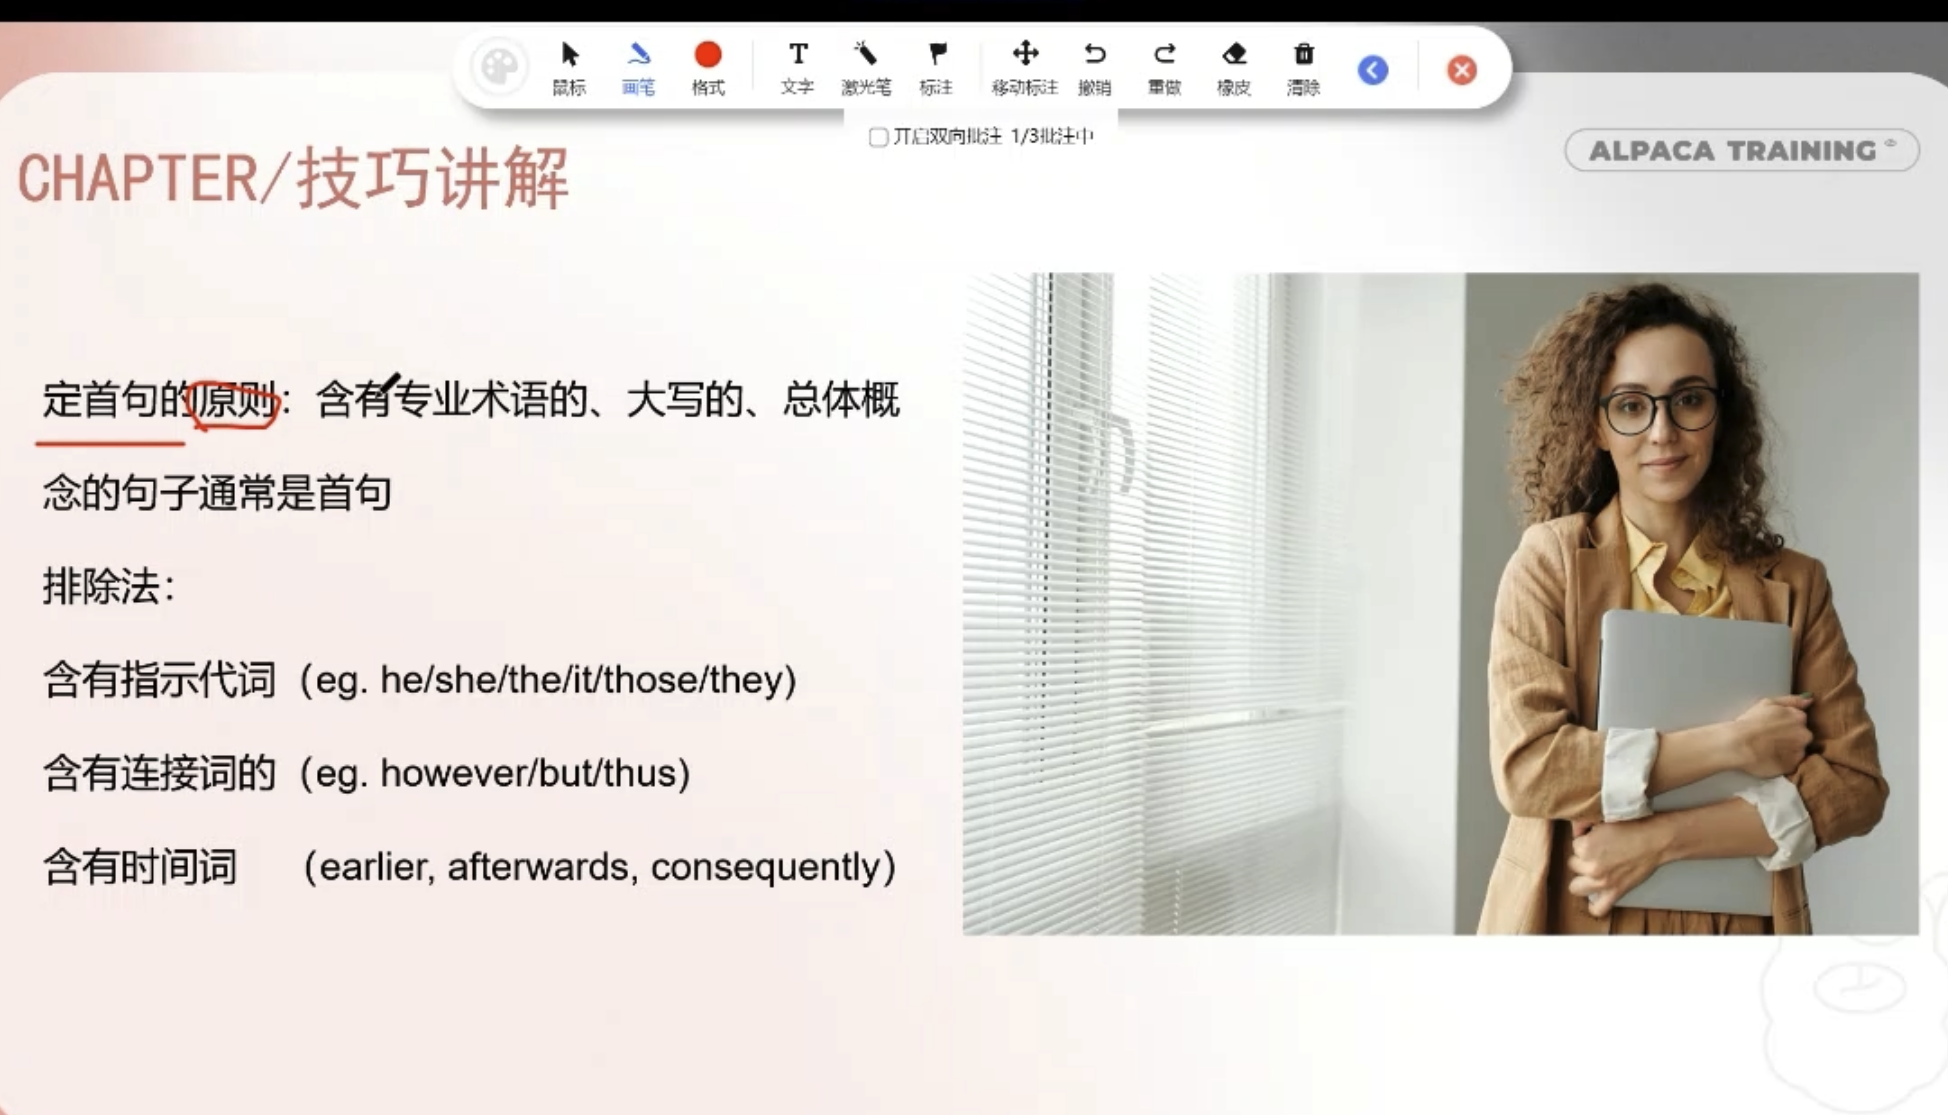 鼠标 画笔 格式 文字 激光笔 标注 移动标注 撤销 重做 橡皮 清除
开启双向批注 1/3批注中
CHAPTER/技巧讲解
ALPACA TRAINING
定首句的原则：含有专业术语的、大写的、总体概
念的句子通常是首句
排除法：
含有指示代词（eg. he/she/the/it/those/they）
含有连接词的（eg. however/but/thus）
含有时间词 （earlier, afterwards, consequently）